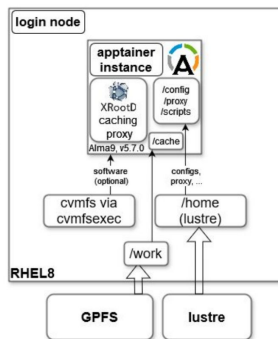 login node
apptainer
instance
A
XRootD
caching
proxy
/config
/proxy
/scripts
Alma9, v5.7.0
/cache
software
(optional)
configs,
proxy, ...
cvmfs via
cvmfsexec
/home
(lustre)
/work
RHEL8
GPFS
lustre